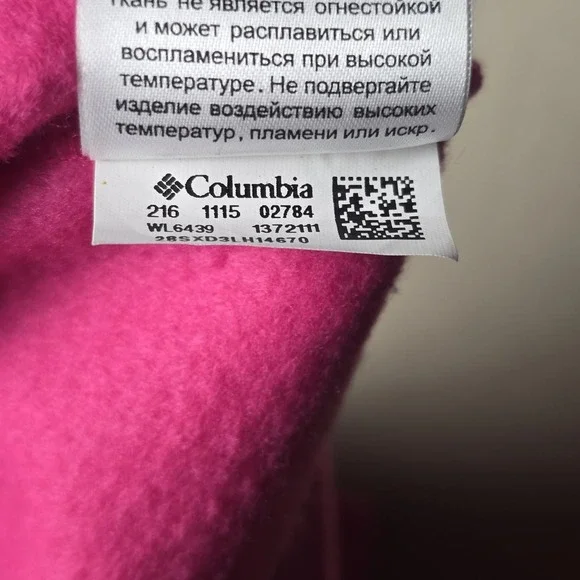 Ткань не является огнестойкой
и может расплавиться или
воспламениться при высокой
температуре. Не подвергайте
изделие воздействию высоких
температур, пламени или искр.
Columbia
216 1115 02784
WL6439 1372111
28SXD3LH14670